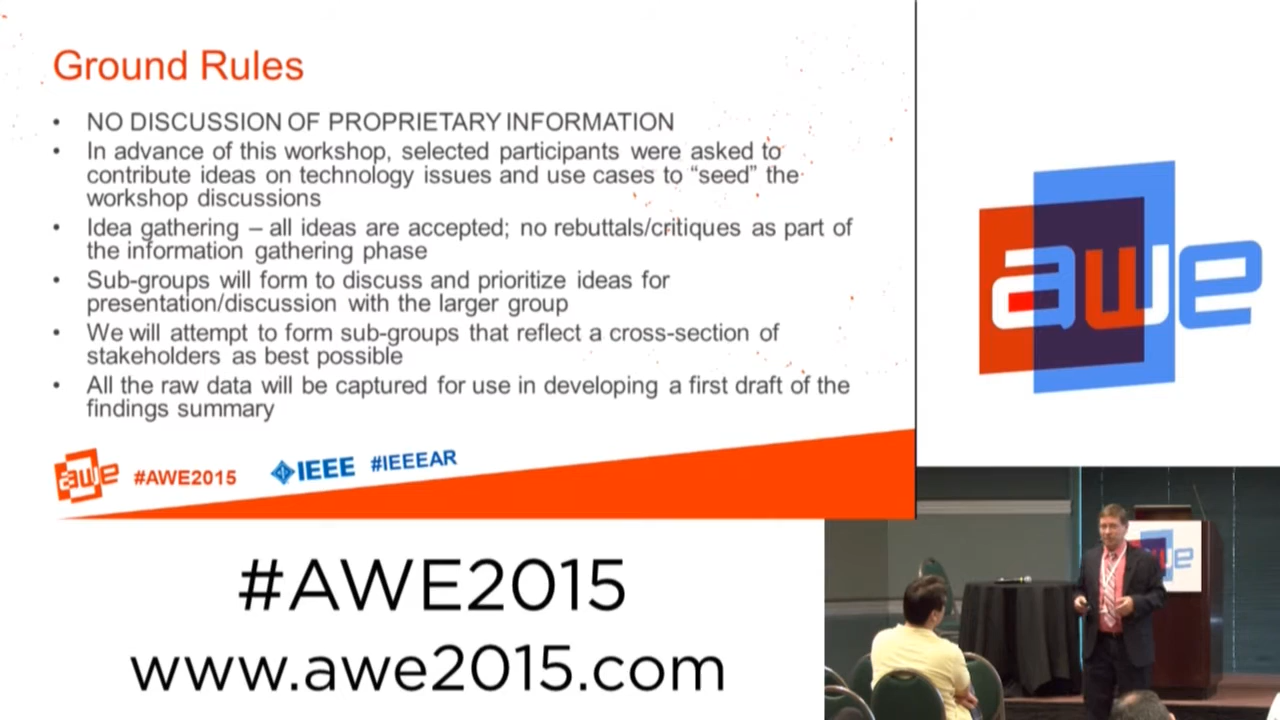 Ground Rules
• NO DISCUSSION OF PROPRIETARY INFORMATION
• In advance of this workshop, selected participants were asked to
contribute ideas on technology issues and use cases to “seed” the
workshop discussions
• Idea gathering – all ideas are accepted; no rebuttals/critiques as part of
the information gathering phase
• Sub-groups will form to discuss and prioritize ideas for
presentation/discussion with the larger group
• We will attempt to form sub-groups that reflect a cross-section of
stakeholders as best possible
• All the raw data will be captured for use in developing a first draft of the
findings summary
awe #AWE2015 IEEE #IEEEAR
awe
#AWE2015
www.awe2015.com
awe